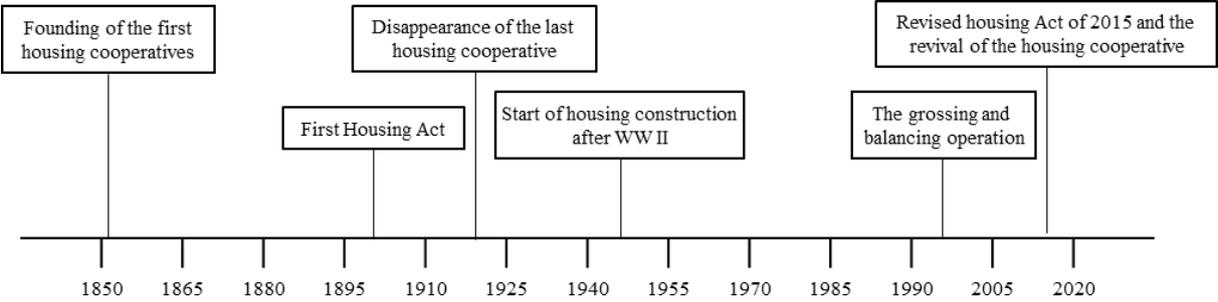 Founding of the first
housing cooperatives
Disappearance of the last
housing cooperative
Revised housing Act of 2015 and the
revival of the housing cooperative
First Housing Act
Start of housing construction
after WW II
The grossing and
balancing operation
1850 1865 1880 1895 1910 1925 1940 1955 1970 1985 1990 2005 2020